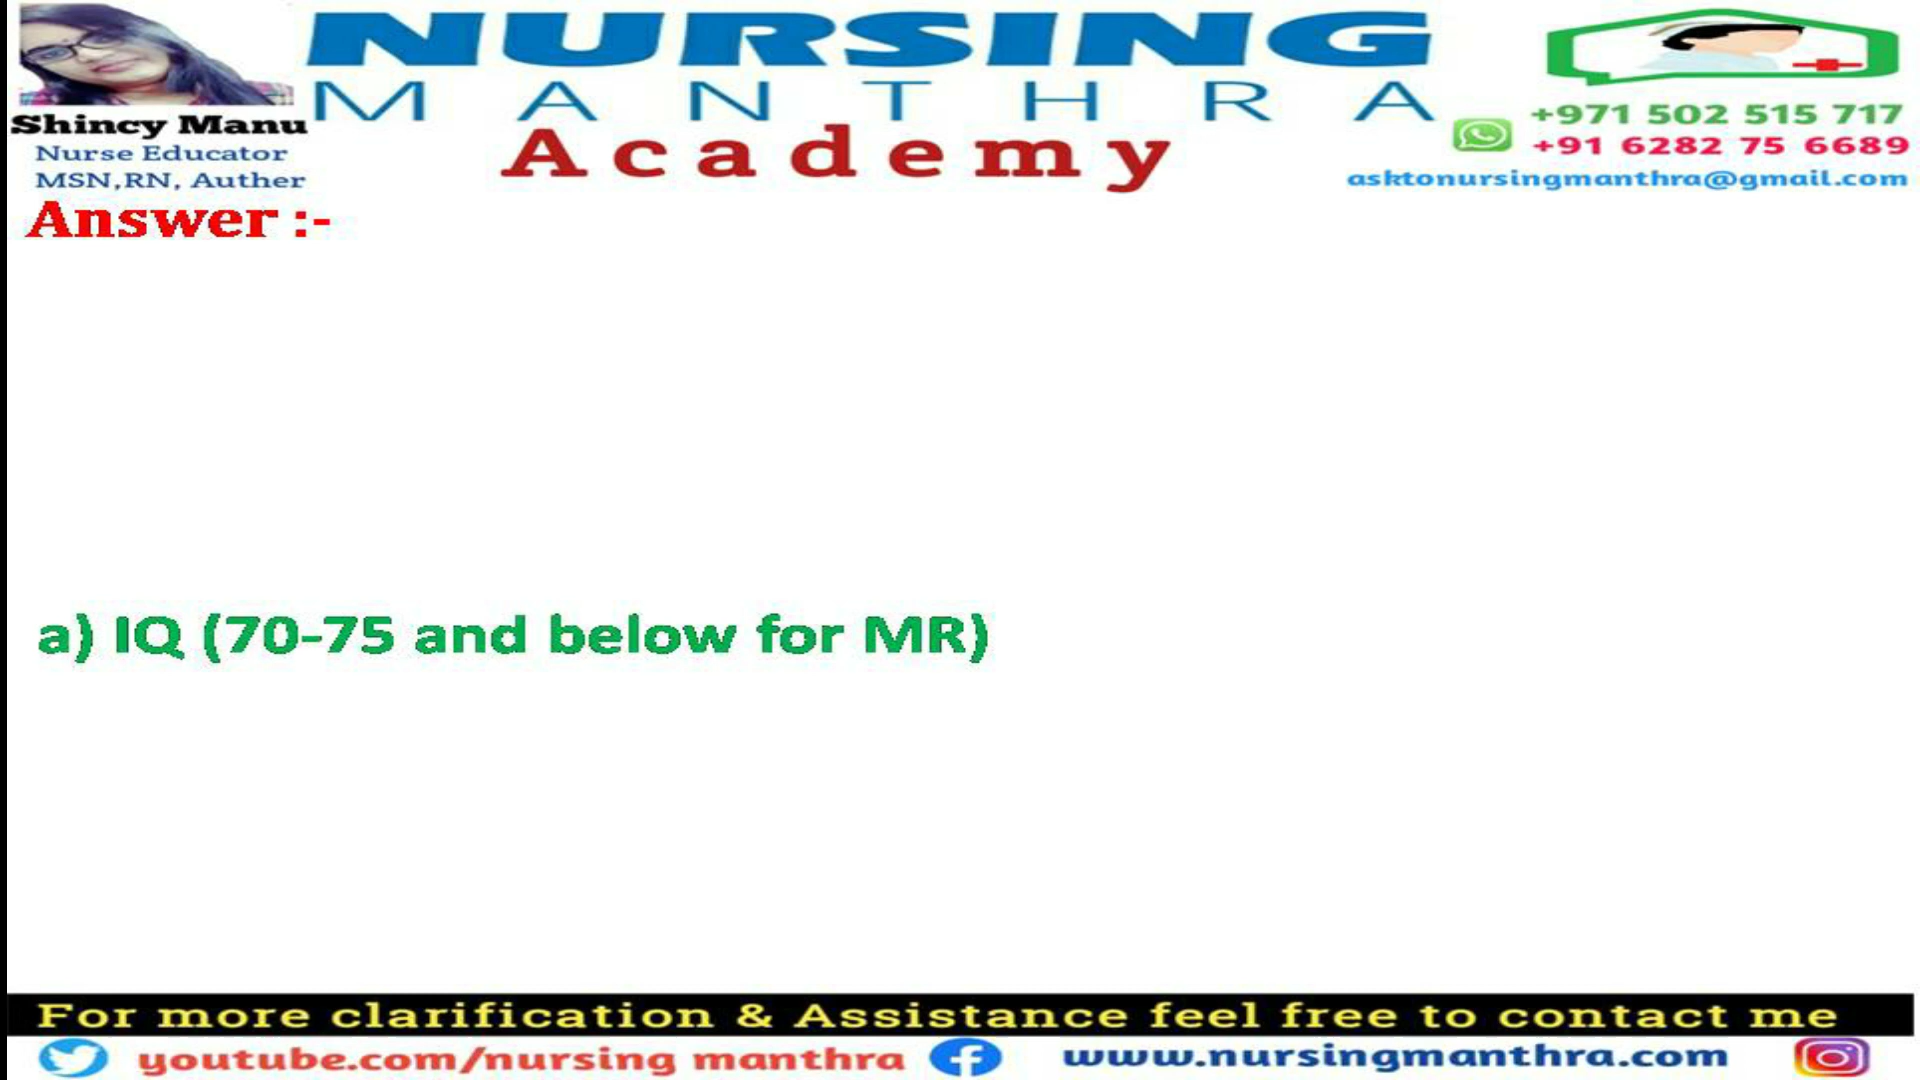 NURSING
MANTHRA
Academy
Shincy Manu
Nurse Educator
MSN,RN, Auther
+971 502 515 717
+91 6282 75 6689
asktonursingmanthra@gmail.com
Answer :-
a) IQ (70-75 and below for MR)
For more clarification & Assistance feel free to contact me
youtube.com/nursing manthra
www.nursingmanthra.com